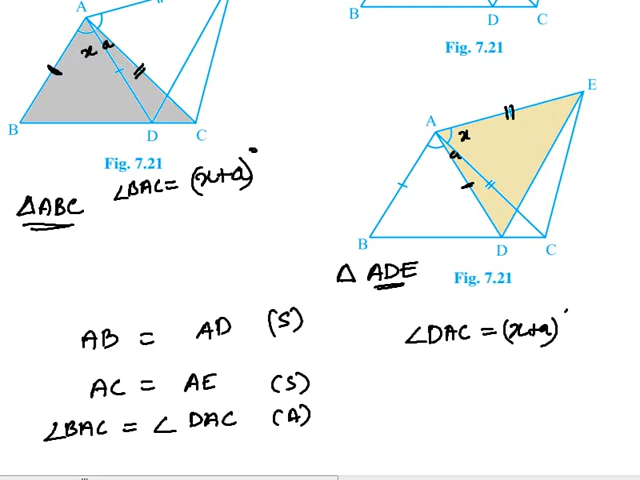 A
x a
B D C
Fig. 7.21
ΔABC ∠BAC = (x+a)°
B D C
Fig. 7.21
E
A
x
a
B D C
Δ ADE Fig. 7.21
∠DAC = (x+a)°
AB = AD (S)
AC = AE (S)
∠BAC = ∠DAC (A)